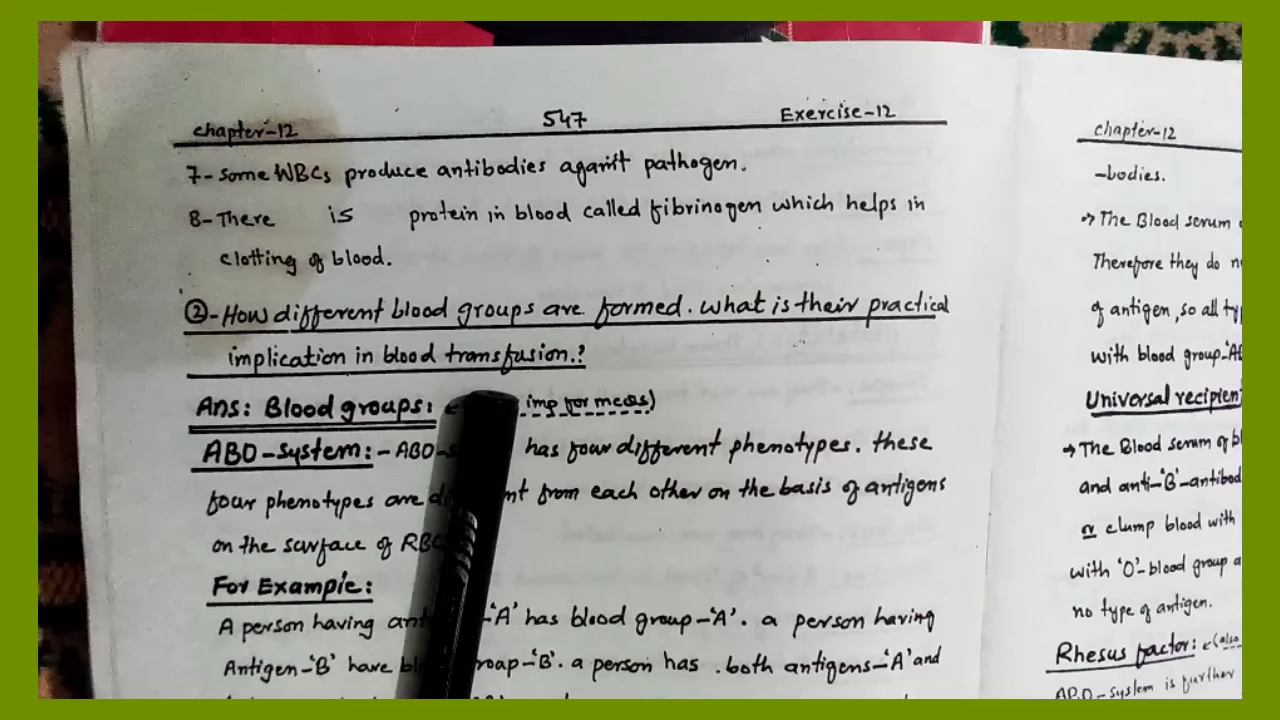 chapter-12 547 Exercise-12
7- Some WBCs produce antibodies against pathogen.
8- There is protein in blood called fibrinogen which helps in
clotting of blood.
②- How different blood groups are formed. what is their practical
implication in blood transfusion.?
Ans: Blood groups: imp for mcqs)
ABO-system:- ABO- has four different phenotypes. these
four phenotypes are from each other on the basis of antigens
on the surface of
For Example:
A person having -'A' has blood group-'A'. a person having
Antigen-'B' have -'B'. a person has both antigens-'A' and
chapter-12
-bodies.
→ The Blood serum
Therefore they do
of antigen, so all
with blood group-
Universal recipient
→ The Blood serum of
and anti-'B'-
or clump blood with
with 'O'-blood group
no type of antigen.
Rhesus factor: (also
ABO-system is further